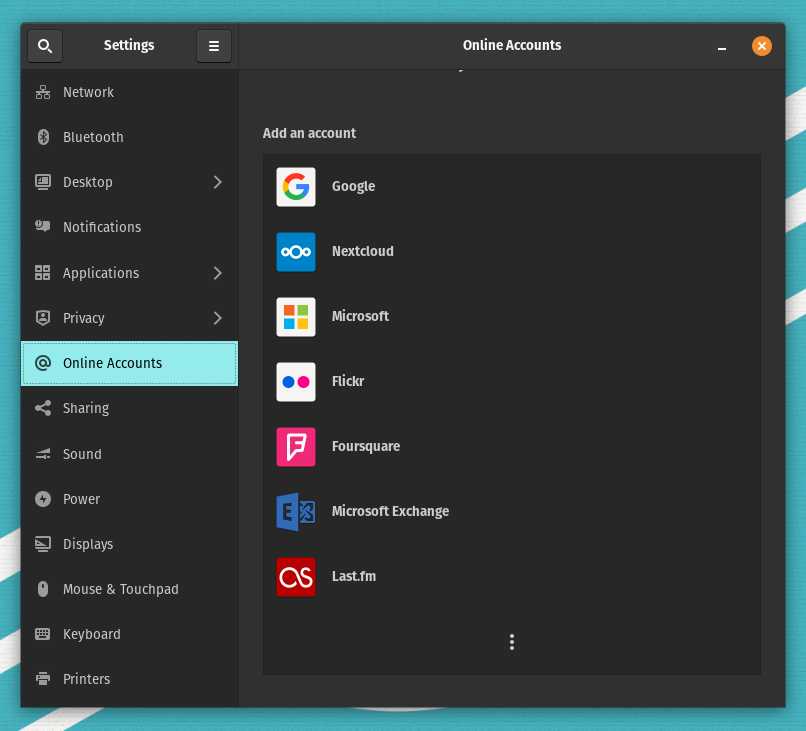 Settings
Online Accounts
Network
Bluetooth
Desktop
Notifications
Applications
Privacy
Online Accounts
Sharing
Sound
Power
Displays
Mouse & Touchpad
Keyboard
Printers
Add an account
Google
Nextcloud
Microsoft
Flickr
Foursquare
Microsoft Exchange
Last.fm